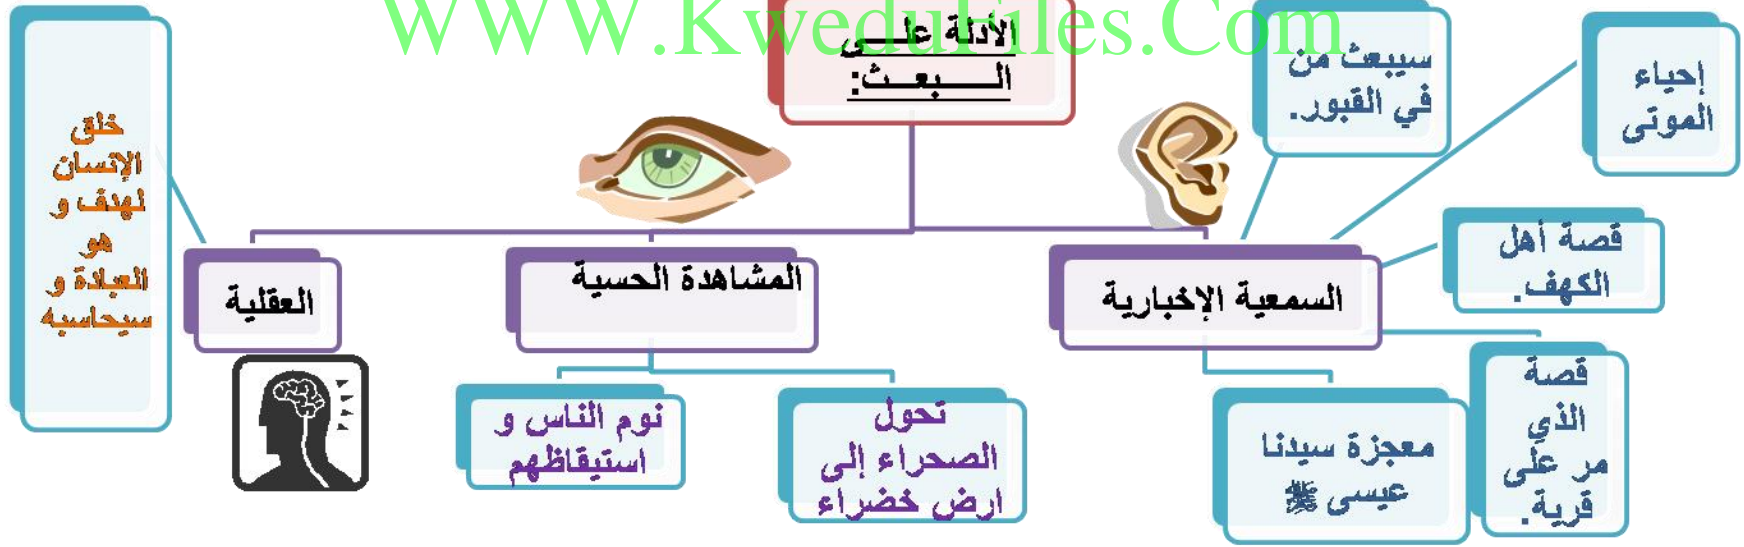 WWW.KweduFiles.Com
الأدلة علـــى
الـــبعــث:
إحياء
الموتى
سيبعث من
في القبور.
قصة أهل
الكهف.
السمعية الإخبارية
قصة
الذي
مر على
قرية.
معجزة سيدنا
عيسى ﷺ
المشاهدة الحسية
تحول
الصحراء إلى
ارض خضراء
نوم الناس و
استيقاظهم
العقلية
خلق
الإنسان
لهدف و
هو
العبادة و
سيحاسبه